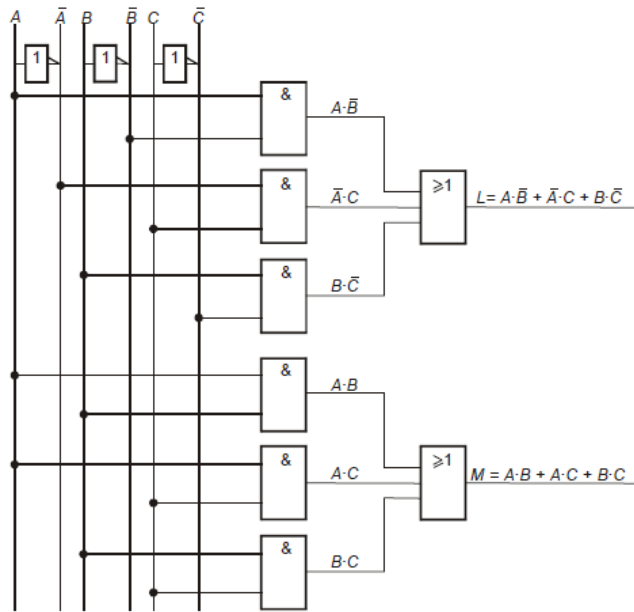 A Ā B B̄ C C̄
1 1 1
&
A·B̄
≥1
& Ā·C L= A·B̄ + Ā·C + B·C̄
&
B·C̄
&
A·B
≥1
& A·C M = A·B + A·C + B·C
&
B·C